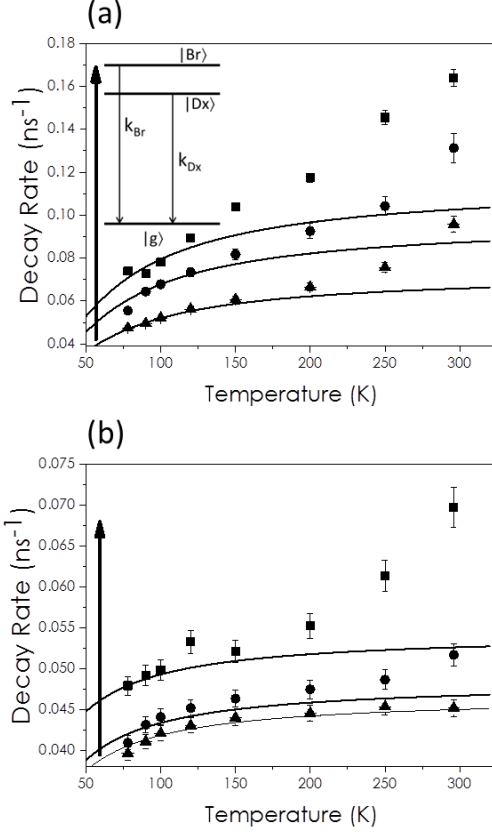 (a)
0.18
0.16
0.14
0.12
0.10
0.08
0.06
0.04
Decay Rate (ns⁻¹)
|Br⟩
|Dx⟩
k_Br
k_Dx
|g⟩
50 100 150 200 250 300
Temperature (K)
(b)
0.075
0.070
0.065
0.060
0.055
0.050
0.045
0.040
Decay Rate (ns⁻¹)
50 100 150 200 250 300
Temperature (K)